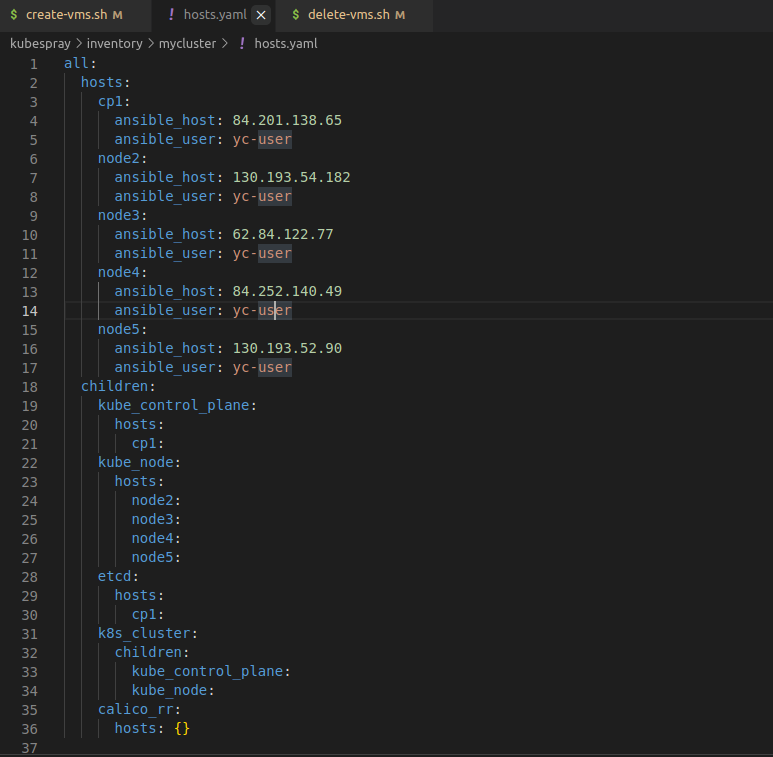 $ create-vms.sh M ! hosts.yaml × $ delete-vms.sh M
kubespray > inventory > mycluster > ! hosts.yaml
1 all:
2   hosts:
3     cp1:
4       ansible_host: 84.201.138.65
5       ansible_user: yc-user
6     node2:
7       ansible_host: 130.193.54.182
8       ansible_user: yc-user
9     node3:
10       ansible_host: 62.84.122.77
11       ansible_user: yc-user
12     node4:
13       ansible_host: 84.252.140.49
14       ansible_user: yc-user
15     node5:
16       ansible_host: 130.193.52.90
17       ansible_user: yc-user
18   children:
19     kube_control_plane:
20       hosts:
21         cp1:
22     kube_node:
23       hosts:
24         node2:
25         node3:
26         node4:
27         node5:
28     etcd:
29       hosts:
30         cp1:
31     k8s_cluster:
32       children:
33         kube_control_plane:
34         kube_node:
35     calico_rr:
36       hosts: {}
37